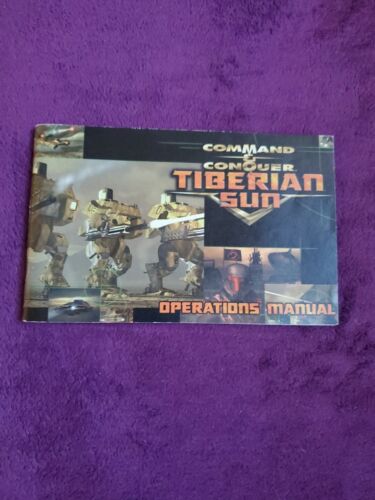 COMMAND
& CONQUER
TIBERIAN
SUN
OPERATIONS MANUAL